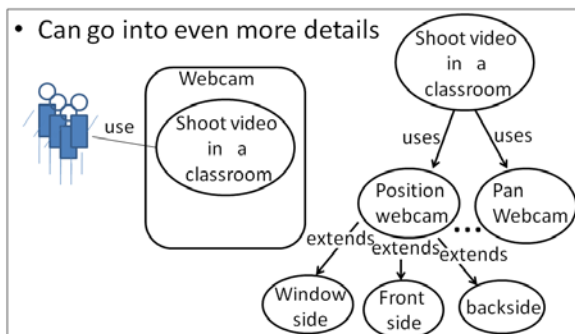 • Can go into even more details
Webcam
use
Shoot video
in a
classroom
Shoot video
in a
classroom
uses
uses
Position
webcam
...
Pan
Webcam
extends
extends
extends
Window
side
Front
side
backside